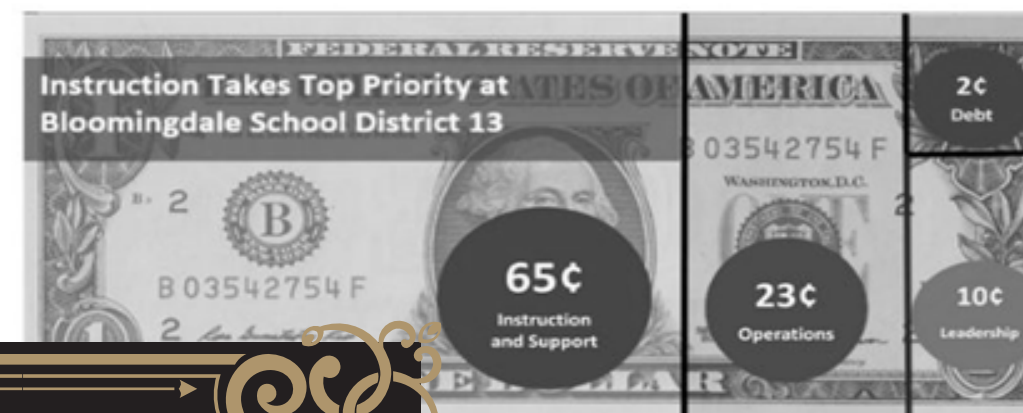 FEDERAL RESERVE NOTE
Instruction Takes Top Priority at
Bloomingdale School District 13
STATES OF AMERICA
2¢
Debt
B 03542754 F
WASHINGTON, D.C.
2
2
B
B 03542754 F
2
65¢
Instruction
and Support
23¢
Operations
10¢
Leadership